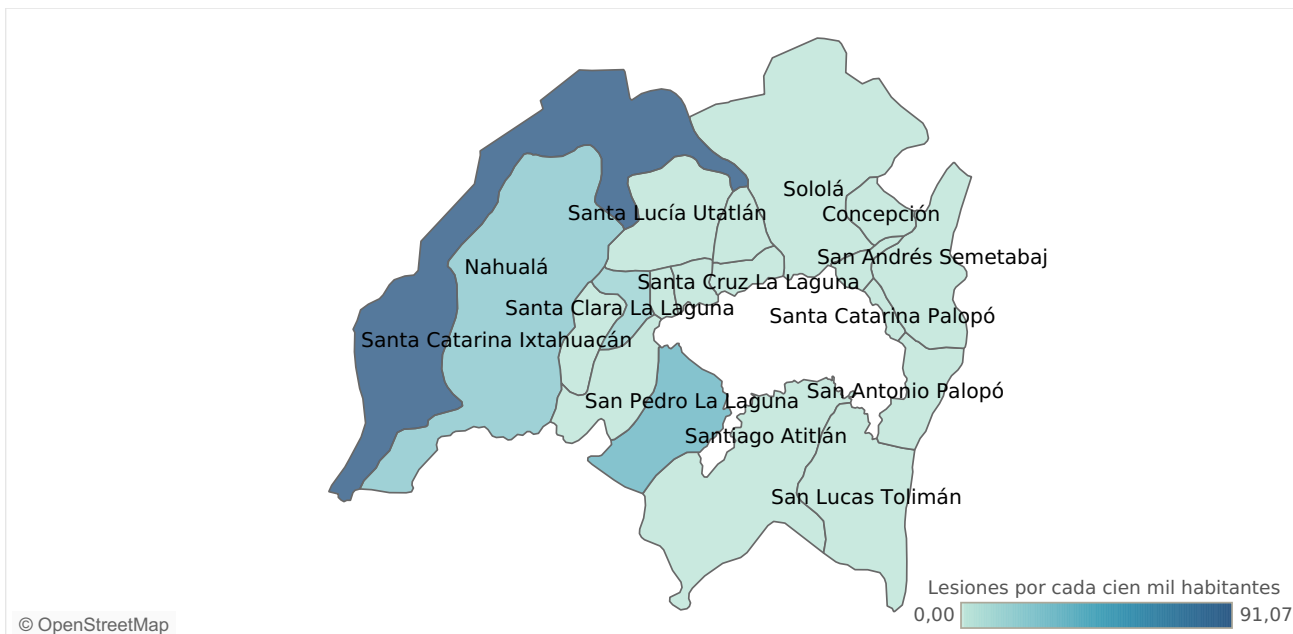 Sololá
Santa Lucía Utatlán
Concepción
San Andrés Semetabaj
Nahualá
Santa Cruz La Laguna
Santa Clara La Laguna
Santa Catarina Palopó
Santa Catarina Ixtahuacán
San Antonio Palopó
San Pedro La Laguna
Santiago Atitlán
San Lucas Tolimán
Lesiones por cada cien mil habitantes
0,00
91,07
© OpenStreetMap